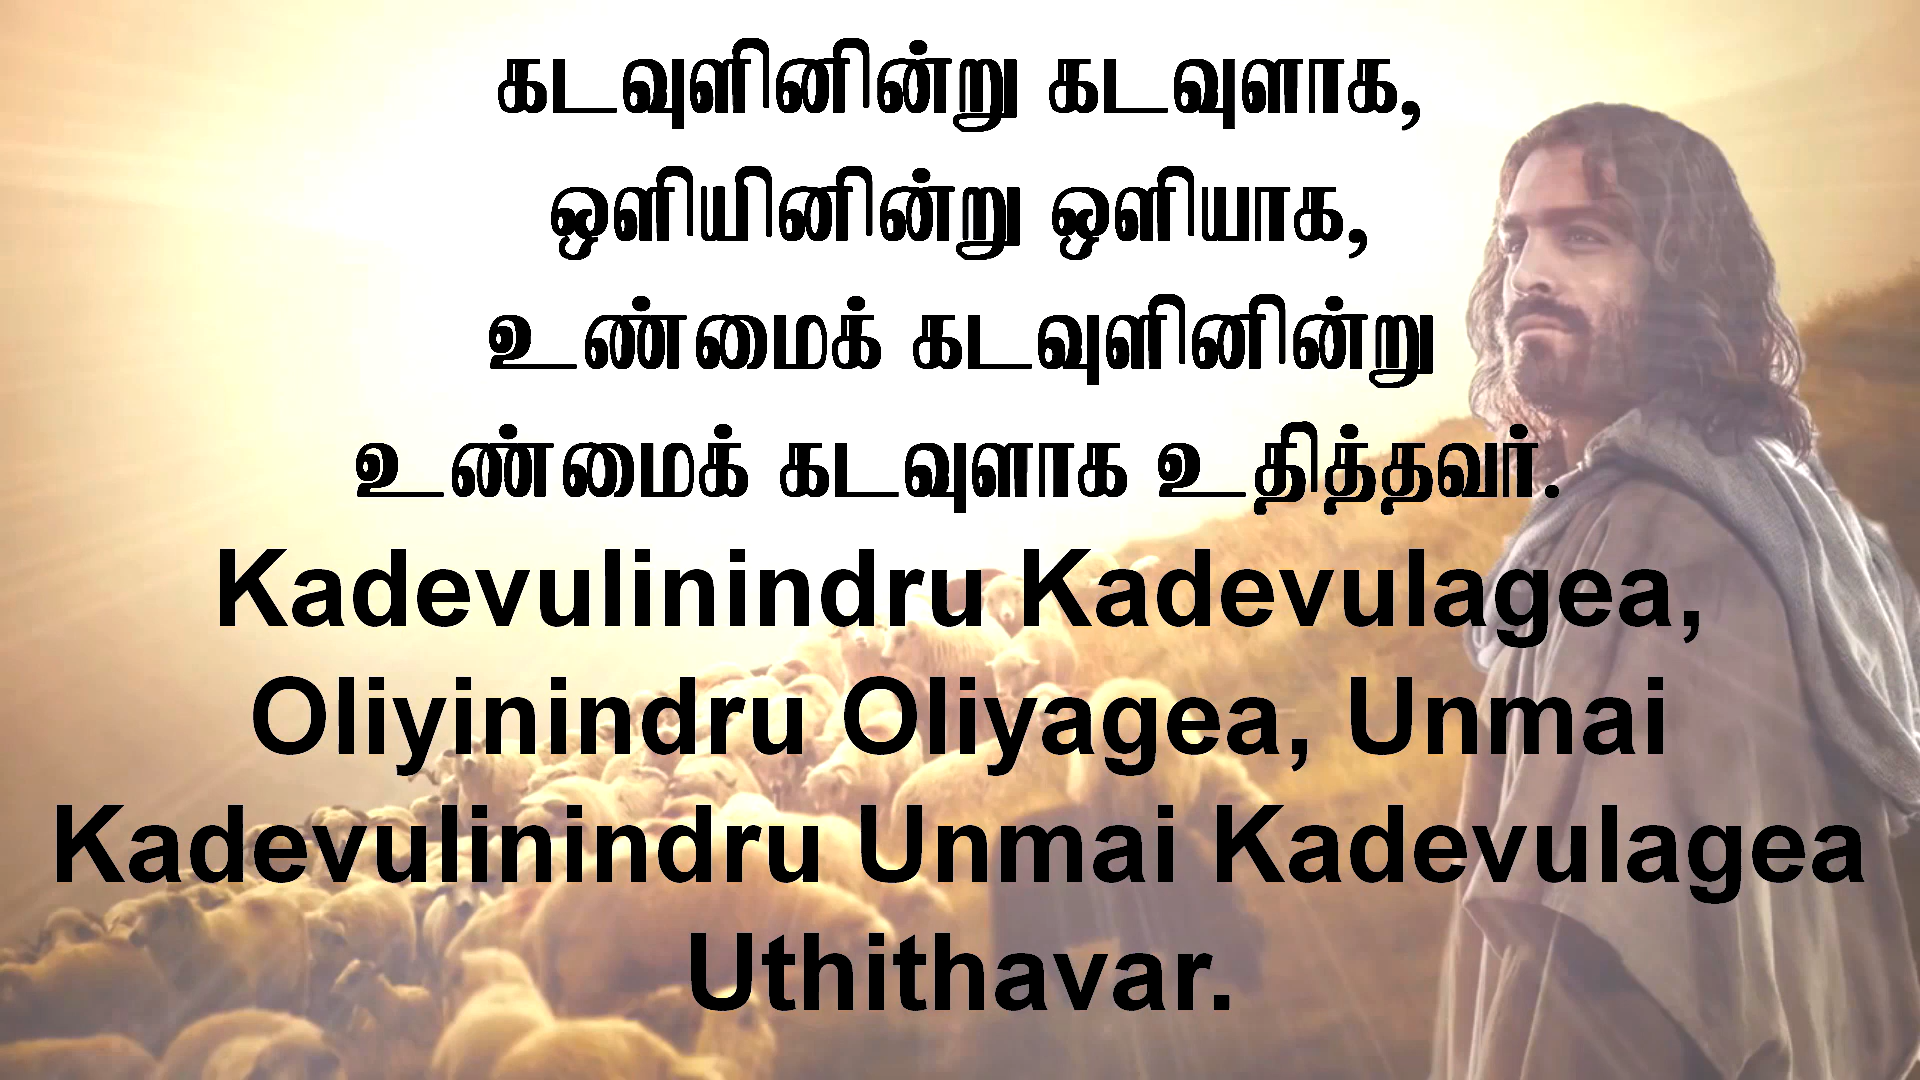 கடவுளினின்று கடவுளாக,
ஒளியினின்று ஒளியாக,
உண்மைக் கடவுளினின்று
உண்மைக் கடவுளாக உதித்தவர்.
Kadevulinindru Kadevulagea,
Oliyinindru Oliyagea, Unmai
Kadevulinindru Unmai Kadevulagea
Uthithavar.